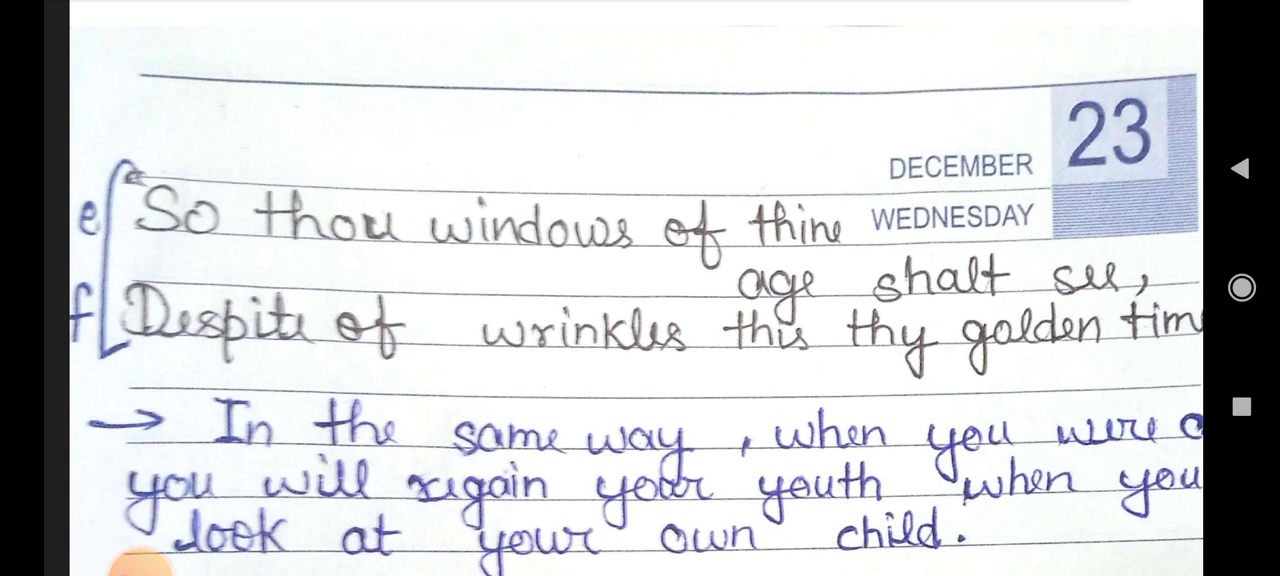 23
DECEMBER
e So thou windows of thine WEDNESDAY
age shalt see,
f Despite of wrinkles this thy golden tim
→ In the same way, when you were
you will regain your youth when you
look at your own child.